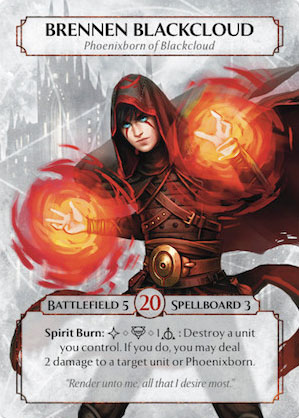 BRENNEN BLACKCLOUD
Phoenixborn of Blackcloud
BATTLEFIELD 5 20 SPELLBOARD 3
Spirit Burn: 1 : Destroy a unit
you control. If you do, you may deal
2 damage to a target unit or Phoenixborn.
"Render unto me, all that I desire most."